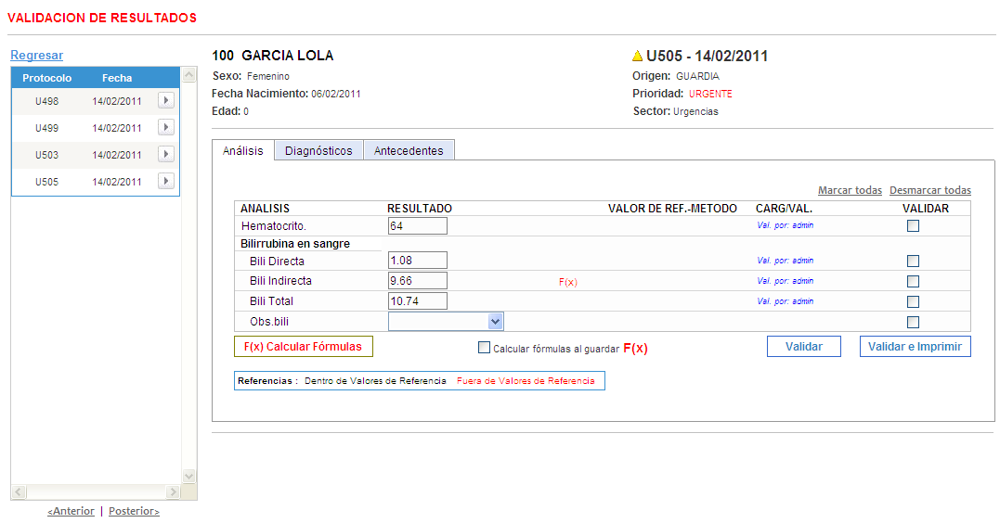 VALIDACION DE RESULTADOS
Regresar
Protocolo Fecha
U498 14/02/2011
U499 14/02/2011
U503 14/02/2011
U505 14/02/2011
<Anterior | Posterior>
100 GARCIA LOLA
Sexo: Femenino
Fecha Nacimiento: 06/02/2011
Edad: 0
U505 - 14/02/2011
Origen: GUARDIA
Prioridad: URGENTE
Sector: Urgencias
Análisis Diagnósticos Antecedentes
Marcar todas Desmarcar todas
ANALISIS RESULTADO VALOR DE REF.-METODO CARG/VAL. VALIDAR
Hematocrito. 64 Val. por: admin
Bilirrubina en sangre
Bili Directa 1.08 Val. por: admin
Bili Indirecta 9.66 F(x) Val. por: admin
Bili Total 10.74 Val. por: admin
Obs.bili
F(x) Calcular Fórmulas Calcular fórmulas al guardar F(x) Validar Validar e Imprimir
Referencias : Dentro de Valores de Referencia Fuera de Valores de Referencia